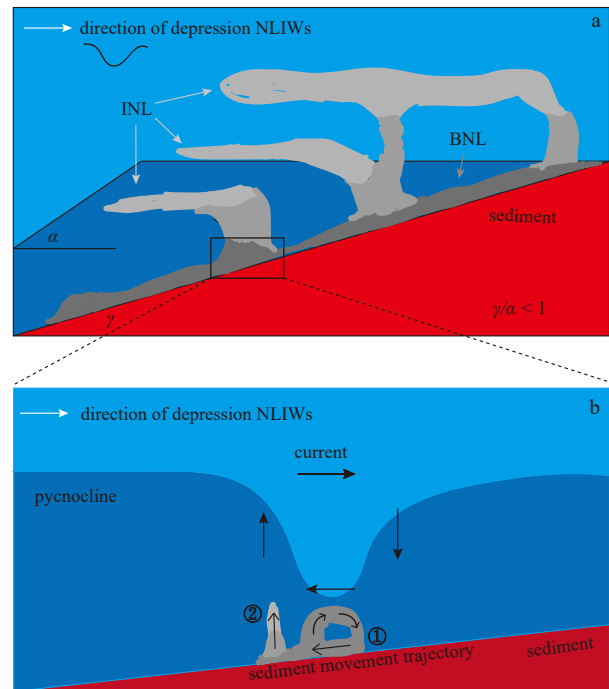 direction of depression NLIWs
a
INL
BNL
sediment
α
γ
γ/α < 1
b
direction of depression NLIWs
current
pycnocline
②
①
sediment movement trajectory
sediment